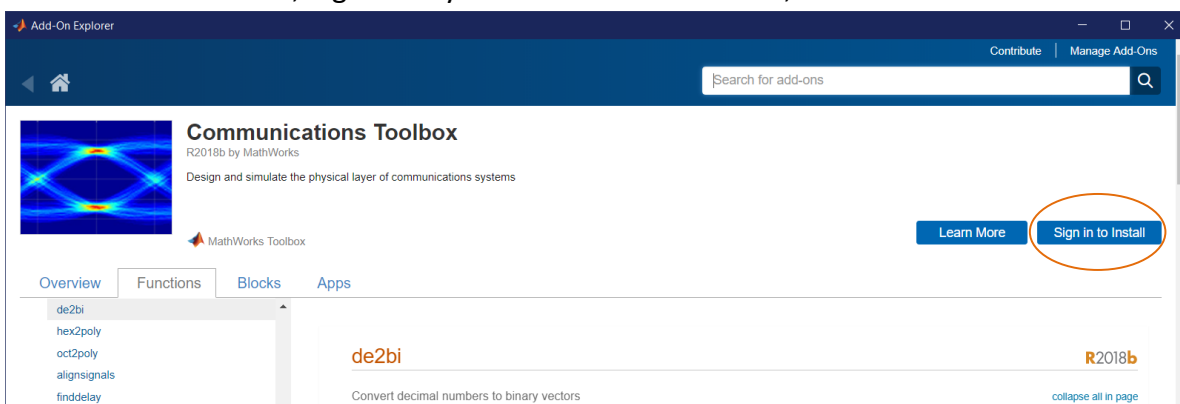 Add-On Explorer
Contribute | Manage Add-Ons
Search for add-ons
Communications Toolbox
R2018b by MathWorks
Design and simulate the physical layer of communications systems
MathWorks Toolbox
Learn More
Sign in to Install
Overview
Functions
Blocks
Apps
de2bi
hex2poly
oct2poly
alignsignals
finddelay
de2bi
R2018b
Convert decimal numbers to binary vectors
collapse all in page